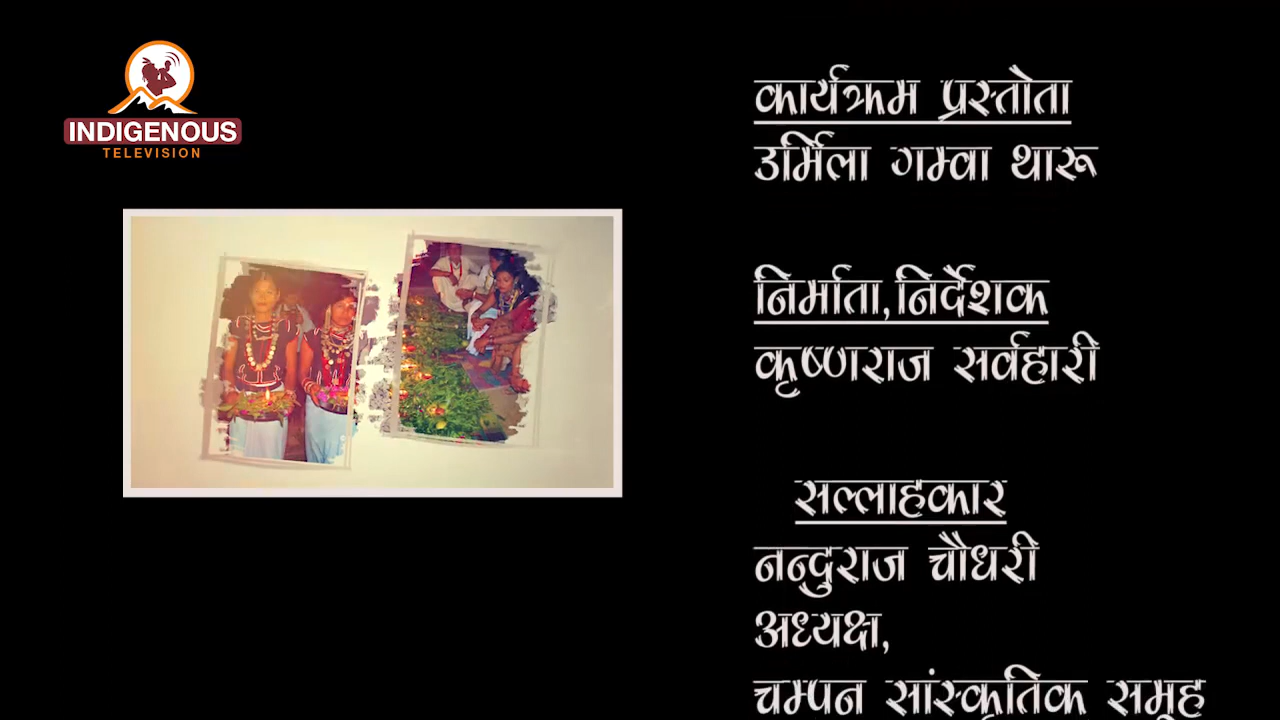 INDIGENOUS
TELEVISION
कार्यक्रम प्रस्तोता
उर्मिला गम्वा थारू
निर्माता,निर्देशक
कृष्णराज सर्वहारी
सल्लाहकार
नन्दुराज चौधरी
अध्यक्ष,
चम्पन सांस्कृतिक समुह